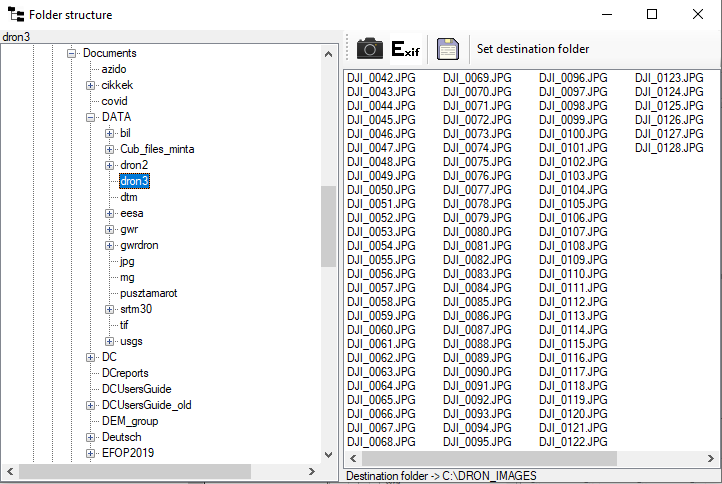 Folder structure
dron3
Exif
Set destination folder
Documents
azido
cikkek
covid
DATA
bil
Cub_files_minta
dron2
dron3
dtm
eesa
gwr
gwrdron
jpg
mg
pusztamarot
srtm30
tif
usgs
DC
DCreports
DCUsersGuide
DCUsersGuide_old
DEM_group
Deutsch
EFOP2019
DJI_0042.JPG DJI_0069.JPG DJI_0096.JPG DJI_0123.JPG
DJI_0043.JPG DJI_0070.JPG DJI_0097.JPG DJI_0124.JPG
DJI_0044.JPG DJI_0071.JPG DJI_0098.JPG DJI_0125.JPG
DJI_0045.JPG DJI_0072.JPG DJI_0099.JPG DJI_0126.JPG
DJI_0046.JPG DJI_0073.JPG DJI_0100.JPG DJI_0127.JPG
DJI_0047.JPG DJI_0074.JPG DJI_0101.JPG DJI_0128.JPG
DJI_0048.JPG DJI_0075.JPG DJI_0102.JPG
DJI_0049.JPG DJI_0076.JPG DJI_0103.JPG
DJI_0050.JPG DJI_0077.JPG DJI_0104.JPG
DJI_0051.JPG DJI_0078.JPG DJI_0105.JPG
DJI_0052.JPG DJI_0079.JPG DJI_0106.JPG
DJI_0053.JPG DJI_0080.JPG DJI_0107.JPG
DJI_0054.JPG DJI_0081.JPG DJI_0108.JPG
DJI_0055.JPG DJI_0082.JPG DJI_0109.JPG
DJI_0056.JPG DJI_0083.JPG DJI_0110.JPG
DJI_0057.JPG DJI_0084.JPG DJI_0111.JPG
DJI_0058.JPG DJI_0085.JPG DJI_0112.JPG
DJI_0059.JPG DJI_0086.JPG DJI_0113.JPG
DJI_0060.JPG DJI_0087.JPG DJI_0114.JPG
DJI_0061.JPG DJI_0088.JPG DJI_0115.JPG
DJI_0062.JPG DJI_0089.JPG DJI_0116.JPG
DJI_0063.JPG DJI_0090.JPG DJI_0117.JPG
DJI_0064.JPG DJI_0091.JPG DJI_0118.JPG
DJI_0065.JPG DJI_0092.JPG DJI_0119.JPG
DJI_0066.JPG DJI_0093.JPG DJI_0120.JPG
DJI_0067.JPG DJI_0094.JPG DJI_0121.JPG
DJI_0068.JPG DJI_0095.JPG DJI_0122.JPG
Destination folder -> C:\DRON_IMAGES